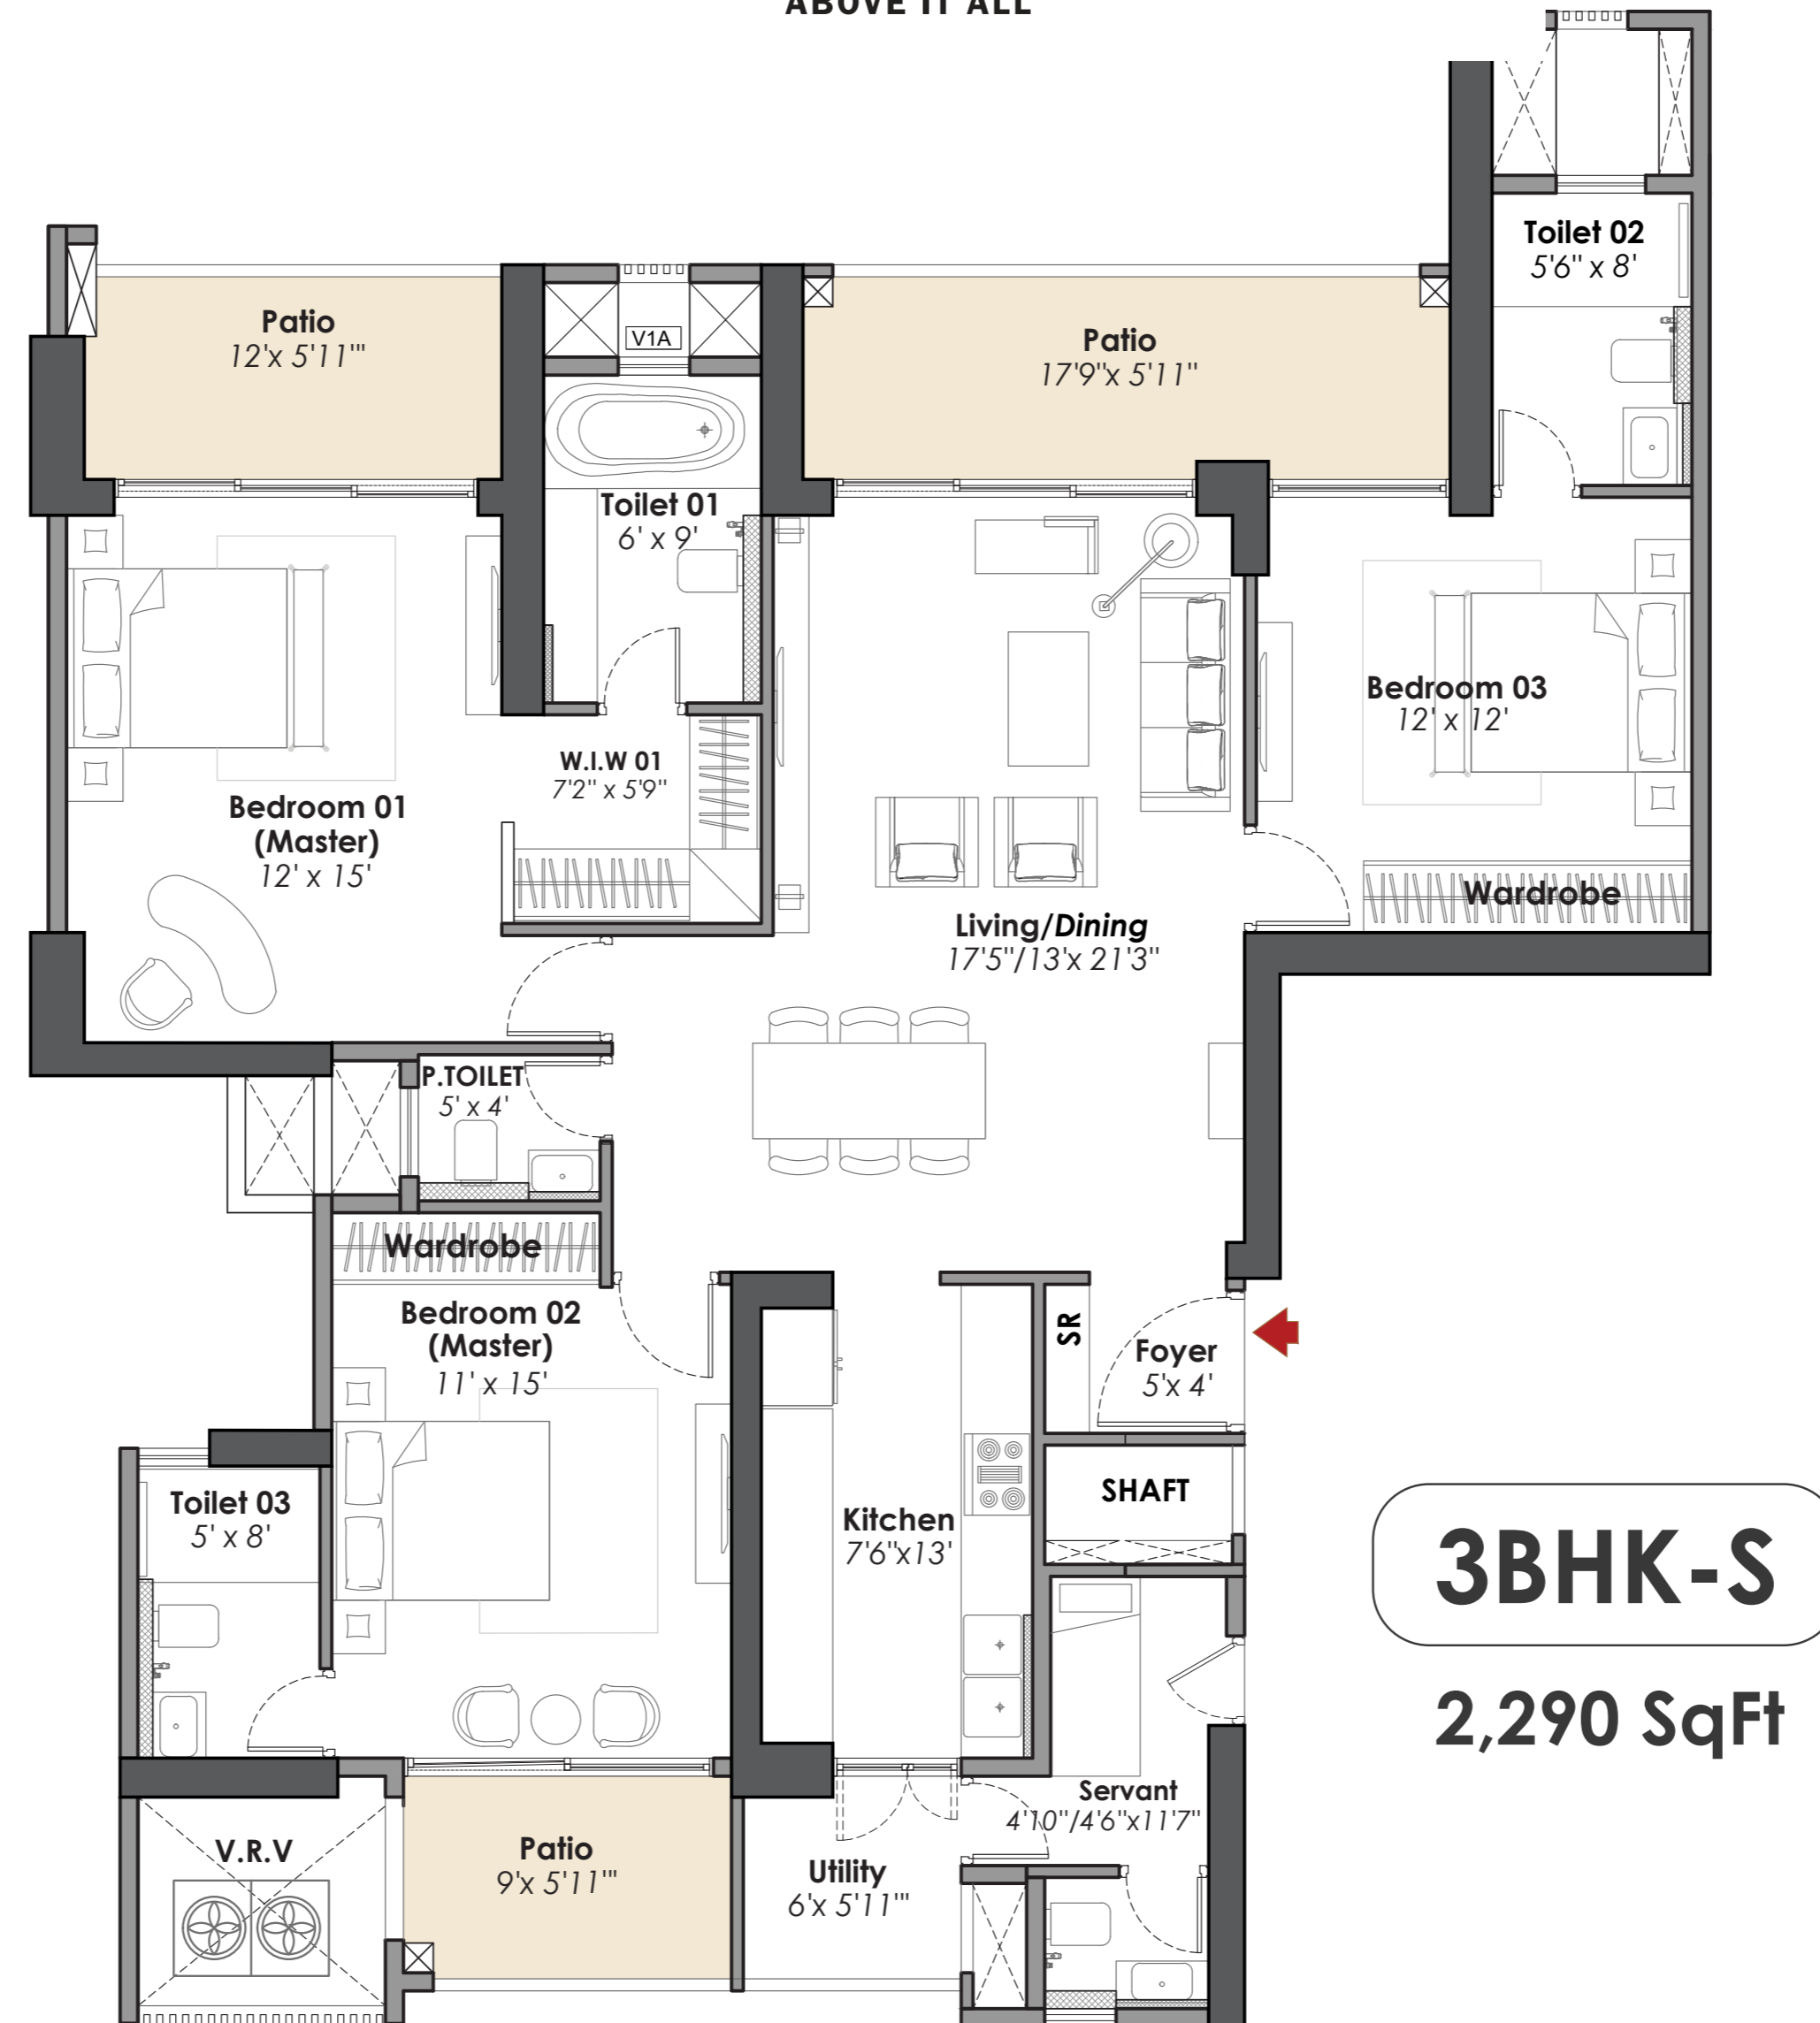 ABOVE IT ALL
Toilet 02
5'6" x 8'
Patio
12'x 5'11'"
V1A
Patio
17'9"x 5'11"
Toilet 01
6' x 9'
Bedroom 03
12' x 12'
W.I.W 01
7'2" x 5'9"
Bedroom 01
(Master)
12' x 15'
Wardrobe
Living/Dining
17'5"/13'x 21'3"
P.TOILET
5' x 4'
Wardrobe
Bedroom 02
(Master)
11' x 15'
SR
Foyer
5'x 4'
Toilet 03
5' x 8'
Kitchen
7'6"x13'
SHAFT
3BHK-S
2,290 SqFt
Servant
4'10"/4'6"x11'7"
V.R.V
Patio
9'x 5'11'"
Utility
6'x 5'11'"